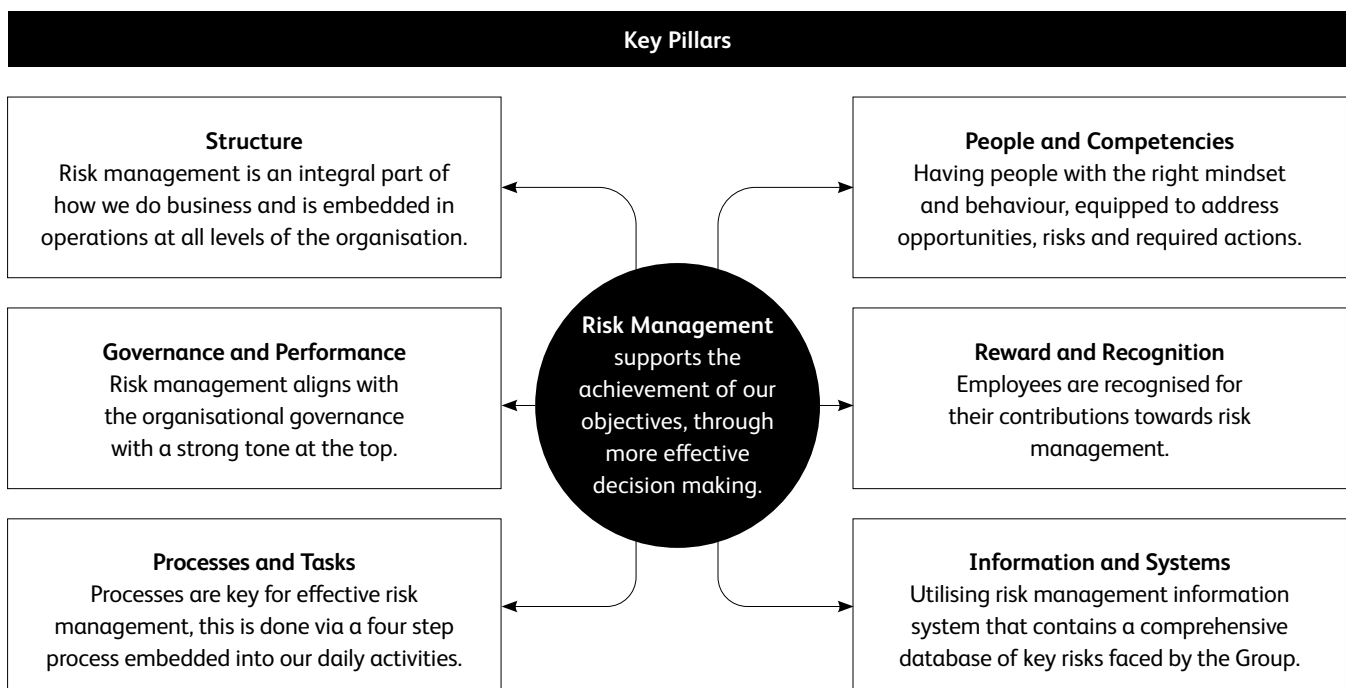 Key Pillars
Structure
Risk management is an integral part of
how we do business and is embedded in
operations at all levels of the organisation.
Governance and Performance
Risk management aligns with
the organisational governance
with a strong tone at the top.
Processes and Tasks
Processes are key for effective risk
management, this is done via a four step
process embedded into our daily activities.
Risk Management
supports the
achievement of our
objectives, through
more effective
decision making.
People and Competencies
Having people with the right mindset
and behaviour, equipped to address
opportunities, risks and required actions.
Reward and Recognition
Employees are recognised for
their contributions towards risk
management.
Information and Systems
Utilising risk management information
system that contains a comprehensive
database of key risks faced by the Group.